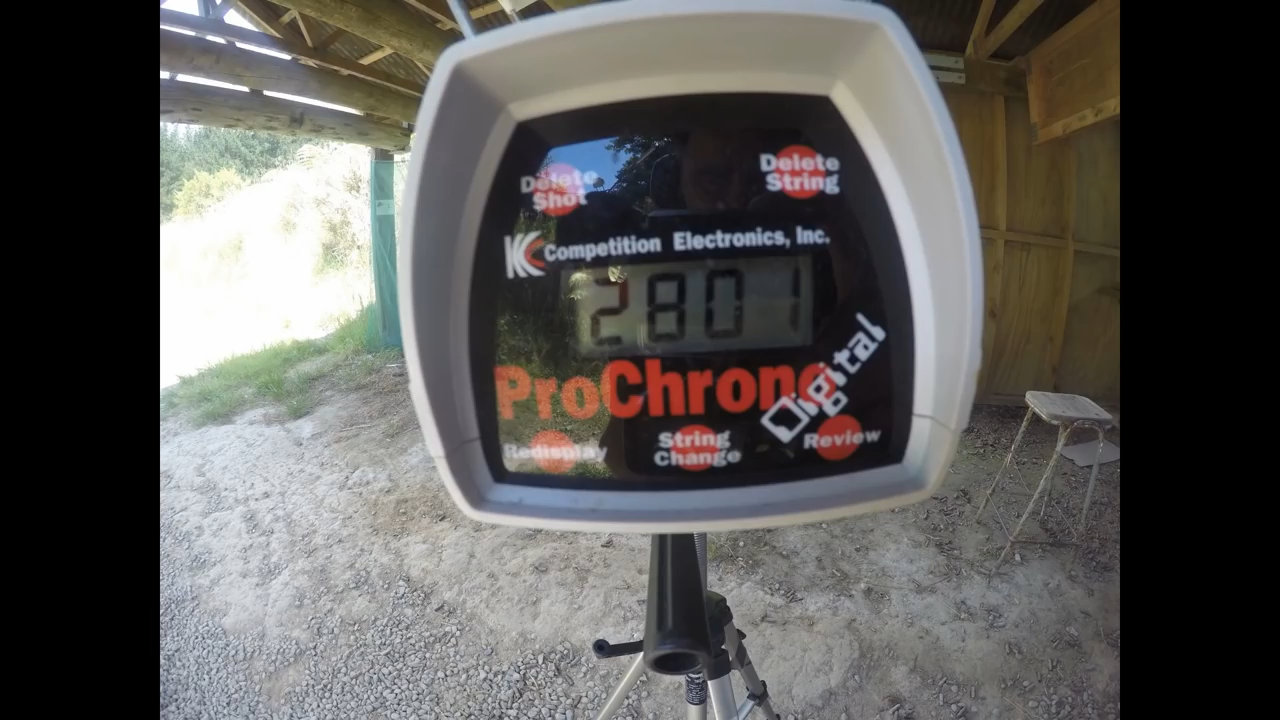 Delete
Shot
Delete
String
Competition Electronics, Inc.
2801
ProChrono
Digital
Redisplay
String
Change
Review